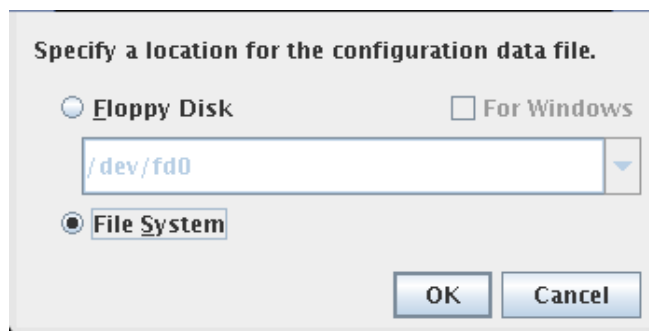 Specify a location for the configuration data file.
Floppy Disk For Windows
/dev/fd0
File System
OK Cancel